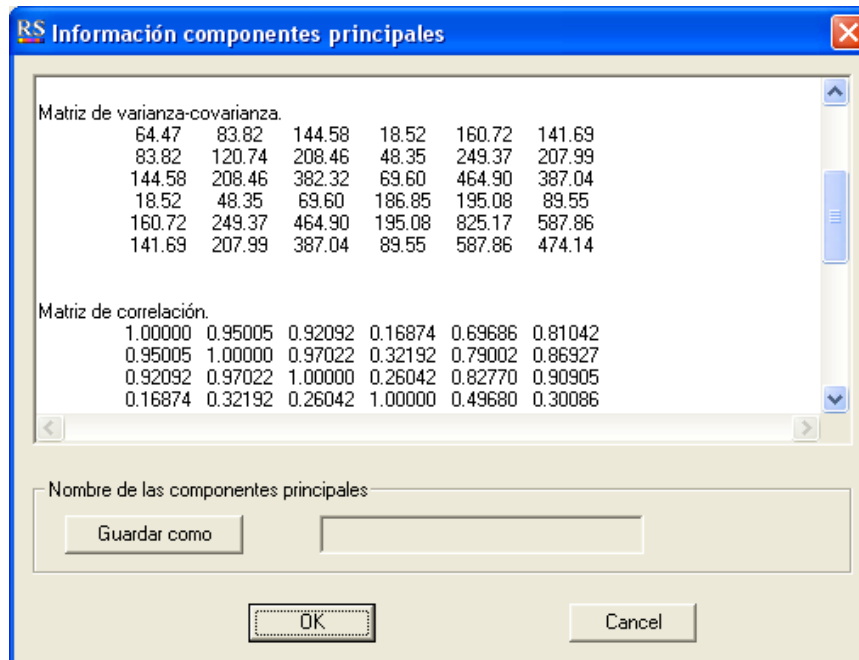 RS Información componentes principales
Matriz de varianza-covarianza.
64.47 83.82 144.58 18.52 160.72 141.69
83.82 120.74 208.46 48.35 249.37 207.99
144.58 208.46 382.32 69.60 464.90 387.04
18.52 48.35 69.60 186.85 195.08 89.55
160.72 249.37 464.90 195.08 825.17 587.86
141.69 207.99 387.04 89.55 587.86 474.14
Matriz de correlación.
1.00000 0.95005 0.92092 0.16874 0.69686 0.81042
0.95005 1.00000 0.97022 0.32192 0.79002 0.86927
0.92092 0.97022 1.00000 0.26042 0.82770 0.90905
0.16874 0.32192 0.26042 1.00000 0.49680 0.30086
Nombre de las componentes principales
Guardar como
OK Cancel